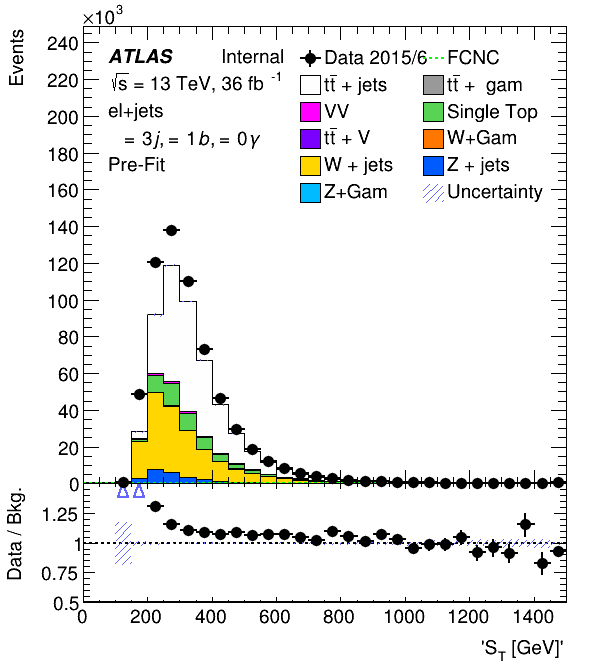 ×10³
Events
240
220
200
180
160
140
120
100
80
60
40
20
0
ATLAS Internal
√s = 13 TeV, 36 fb⁻¹
el+jets
= 3j, = 1b, = 0γ
Pre-Fit
Data 2015/6 FCNC
tt̄ + jets tt̄ + gam
VV Single Top
tt̄ + V W+Gam
W + jets Z + jets
Z+Gam Uncertainty
Data / Bkg.
1.25
1
0.75
0.5
0 200 400 600 800 1000 1200 1400
'S_T [GeV]'